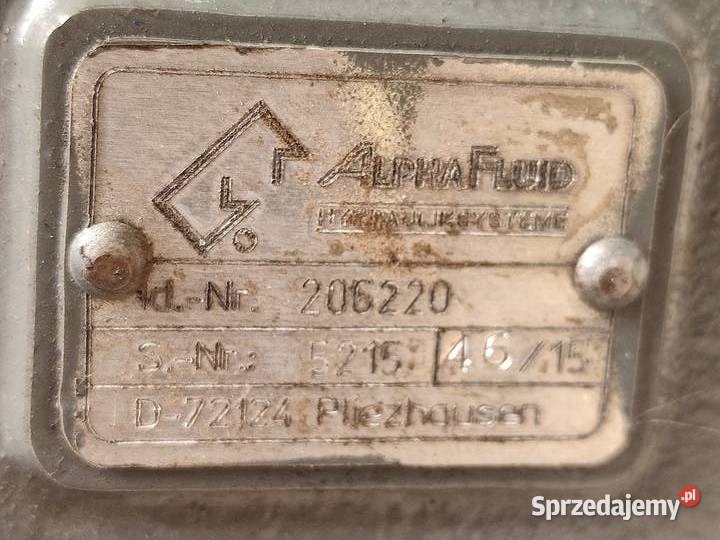 ALPHAFLUID
HYDRAULIKSYSTEME
Id.-Nr. 206220
S.-Nr.: 5215 46/15
D-72124 Pliezhausen
Sprzedajemy.pl